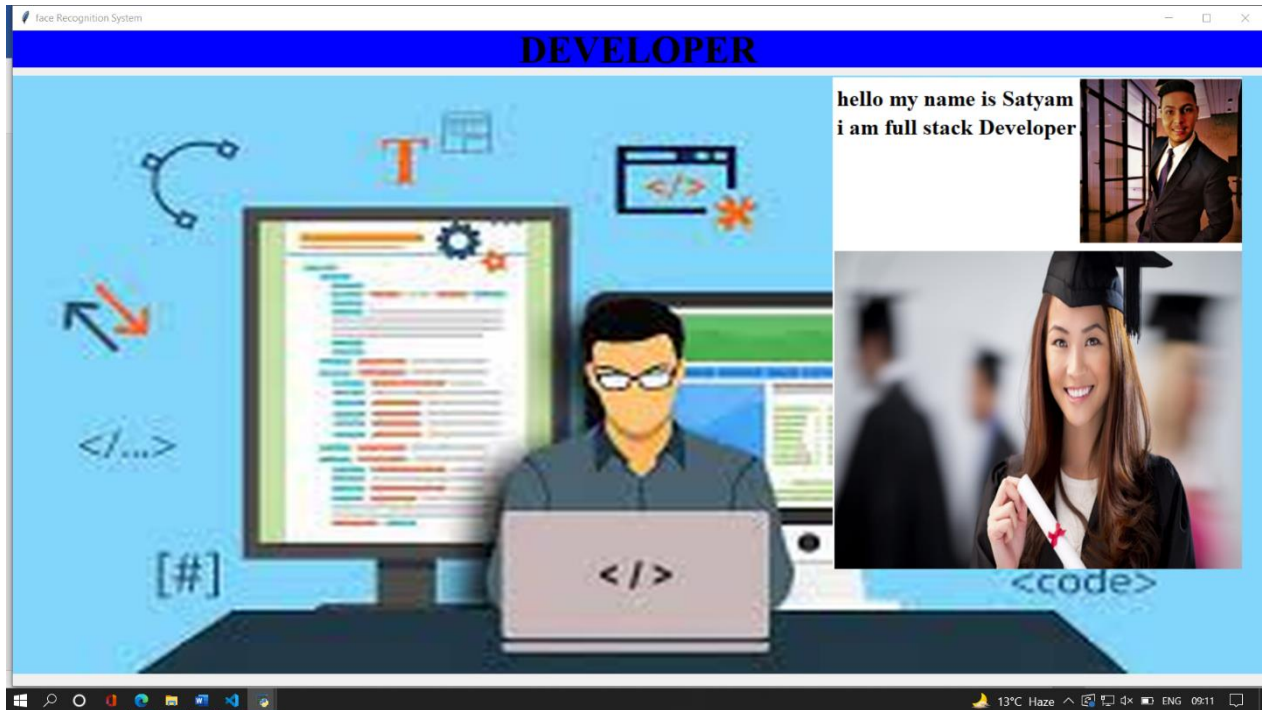 face Recognition System
DEVELOPER
hello my name is Satyam
i am full stack Developer
T
</>
</...>
[#]
</>
<code>
13°C Haze
ENG
09:11